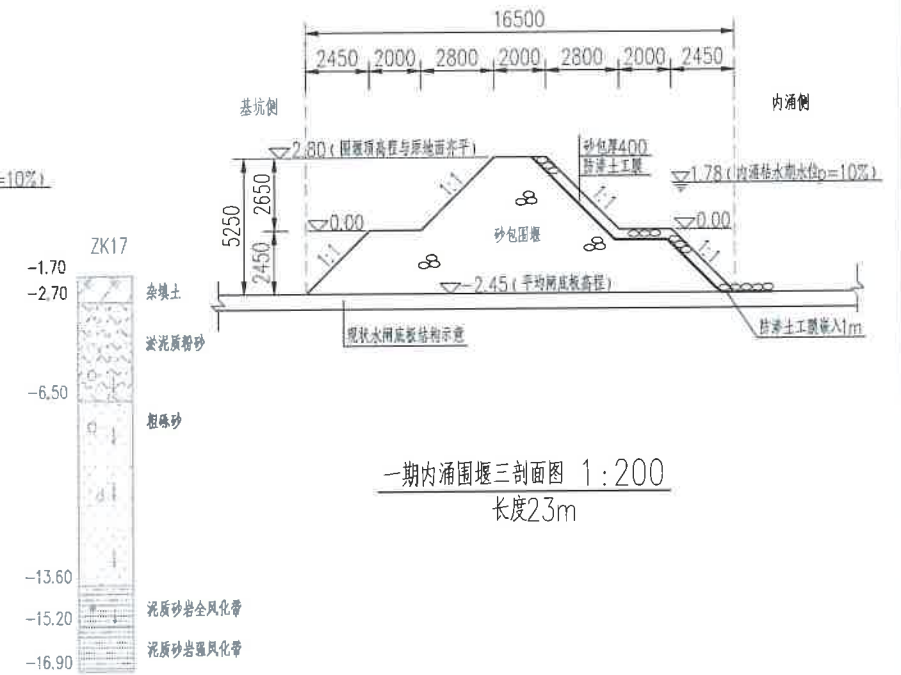 16500
2450 2000 2800 2000 2800 2000 2450
基坑侧
内涌侧
2.80(围堰顶高程与原地面齐平)
砂包厚400
防渗土工膜
=10%)
1.78(内涌枯水期水位p=10%)
1:1
1:1
5250
2650
2450
0.00
0.00
砂包围堰
1:1
1:1
ZK17
-1.70
-2.70
杂填土
-2.45(平均闸底板高程)
现状水闸底板结构示意
防渗土工膜嵌入1m
淤泥质粉砂
-6.50
粗砾砂
一期内涌围堰三剖面图 1:200
长度23m
-13.60
泥质砂岩全风化带
-15.20
泥质砂岩强风化带
-16.90